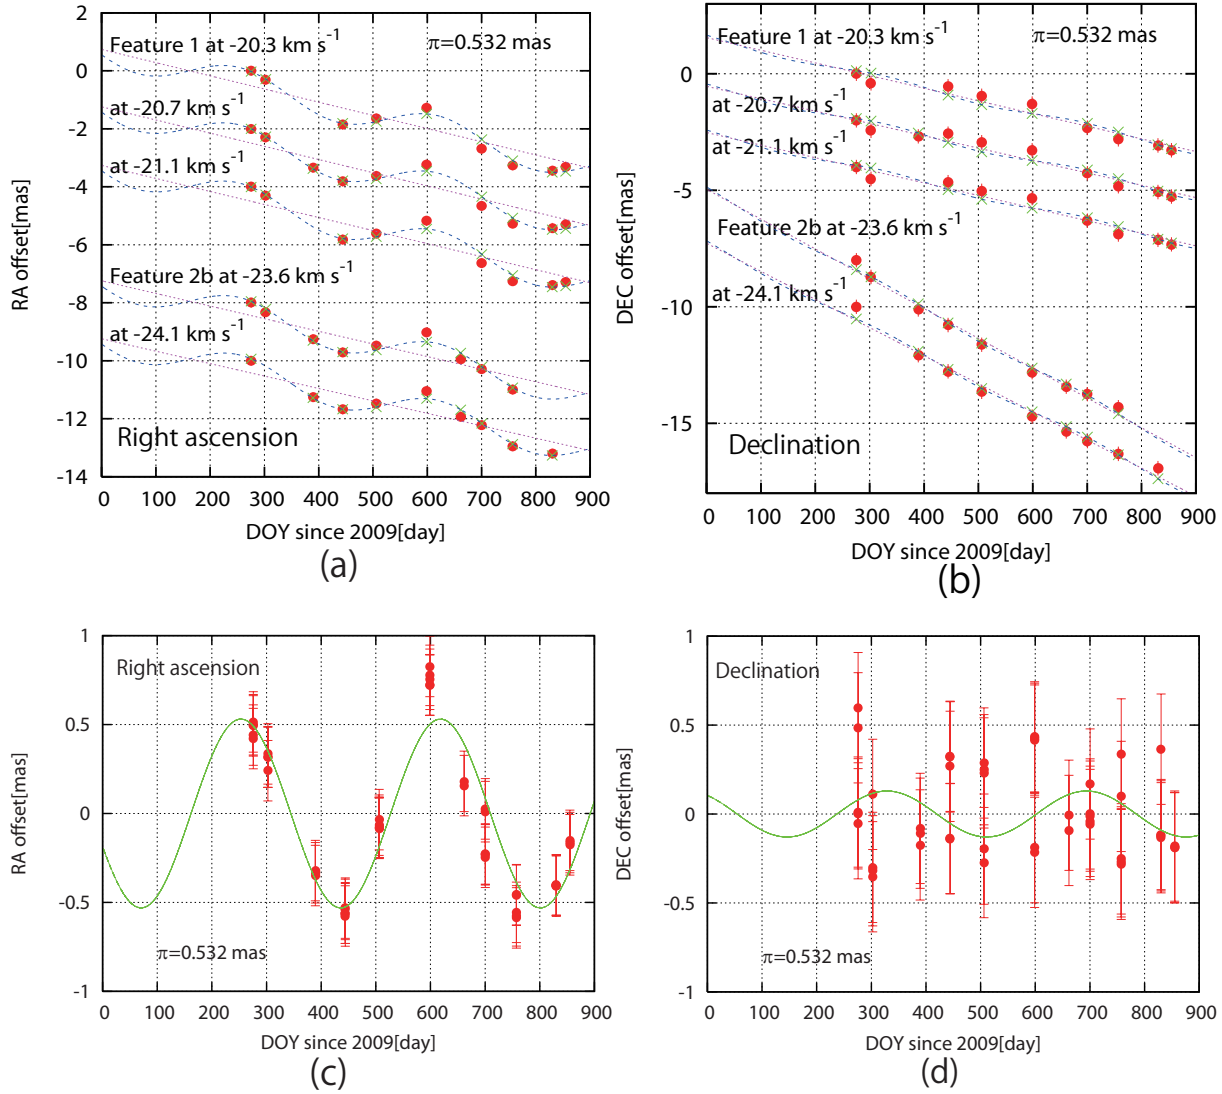 2
0
-2
-4
-6
-8
-10
-12
-14
RA offset[mas]
Feature 1 at -20.3 km s-1
π=0.532 mas
at -20.7 km s-1
at -21.1 km s-1
Feature 2b at -23.6 km s-1
at -24.1 km s-1
Right ascension
0 100 200 300 400 500 600 700 800 900
DOY since 2009[day]
(a)
0
-5
-10
-15
DEC offset[mas]
Feature 1 at -20.3 km s-1
π=0.532 mas
at -20.7 km s-1
at -21.1 km s-1
Feature 2b at -23.6 km s-1
at -24.1 km s-1
Declination
0 100 200 300 400 500 600 700 800 900
DOY since 2009[day]
(b)
1
0.5
0
-0.5
-1
RA offset[mas]
Right ascension
π=0.532 mas
0 100 200 300 400 500 600 700 800 900
DOY since 2009[day]
(c)
1
0.5
0
-0.5
-1
DEC offset[mas]
Declination
π=0.532 mas
0 100 200 300 400 500 600 700 800 900
DOY since 2009[day]
(d)